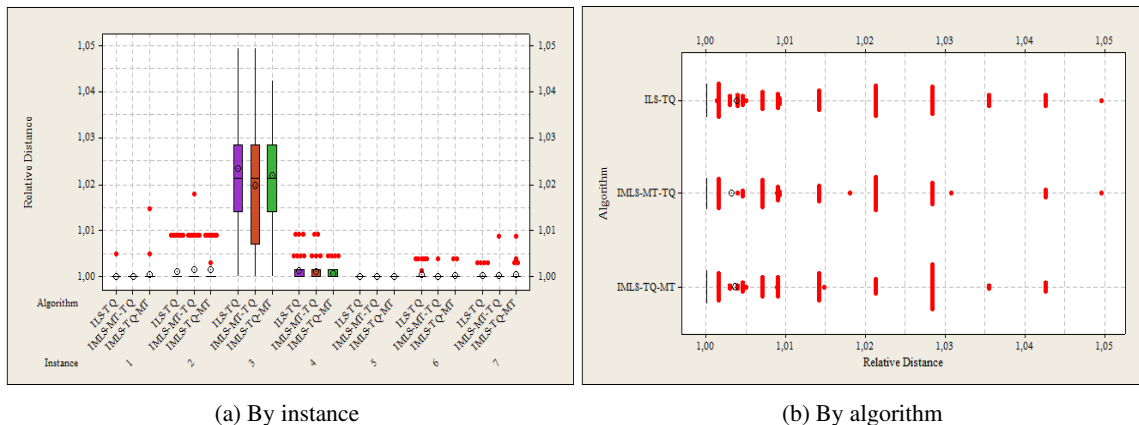 1,05 1,05
1,04 1,04
1,03 1,03
1,02 1,02
1,01 1,01
1,00 1,00
Relative Distance
Algorithm
ILS-TQ IMLS-MT-TQ IMLS-TQ-MT ILS-TQ IMLS-MT-TQ IMLS-TQ-MT ILS-TQ IMLS-MT-TQ IMLS-TQ-MT ILS-TQ IMLS-MT-TQ IMLS-TQ-MT ILS-TQ IMLS-MT-TQ IMLS-TQ-MT ILS-TQ IMLS-MT-TQ IMLS-TQ-MT ILS-TQ IMLS-MT-TQ IMLS-TQ-MT
Instance 1 2 3 4 5 6 7
(a) By instance
1,00 1,01 1,02 1,03 1,04 1,05
Algorithm
ILS-TQ
IMLS-MT-TQ
IMLS-TQ-MT
1,00 1,01 1,02 1,03 1,04 1,05
Relative Distance
(b) By algorithm